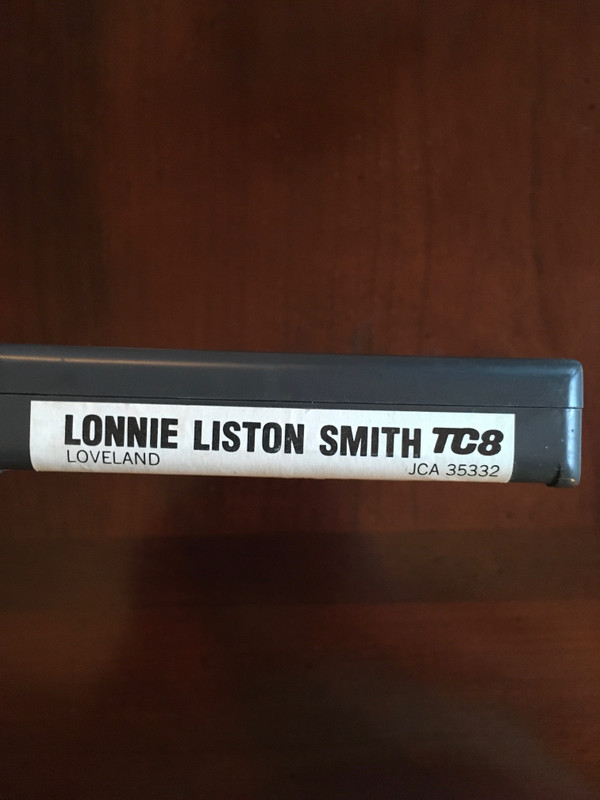 LONNIE LISTON SMITH TC8
LOVELAND JCA 35332